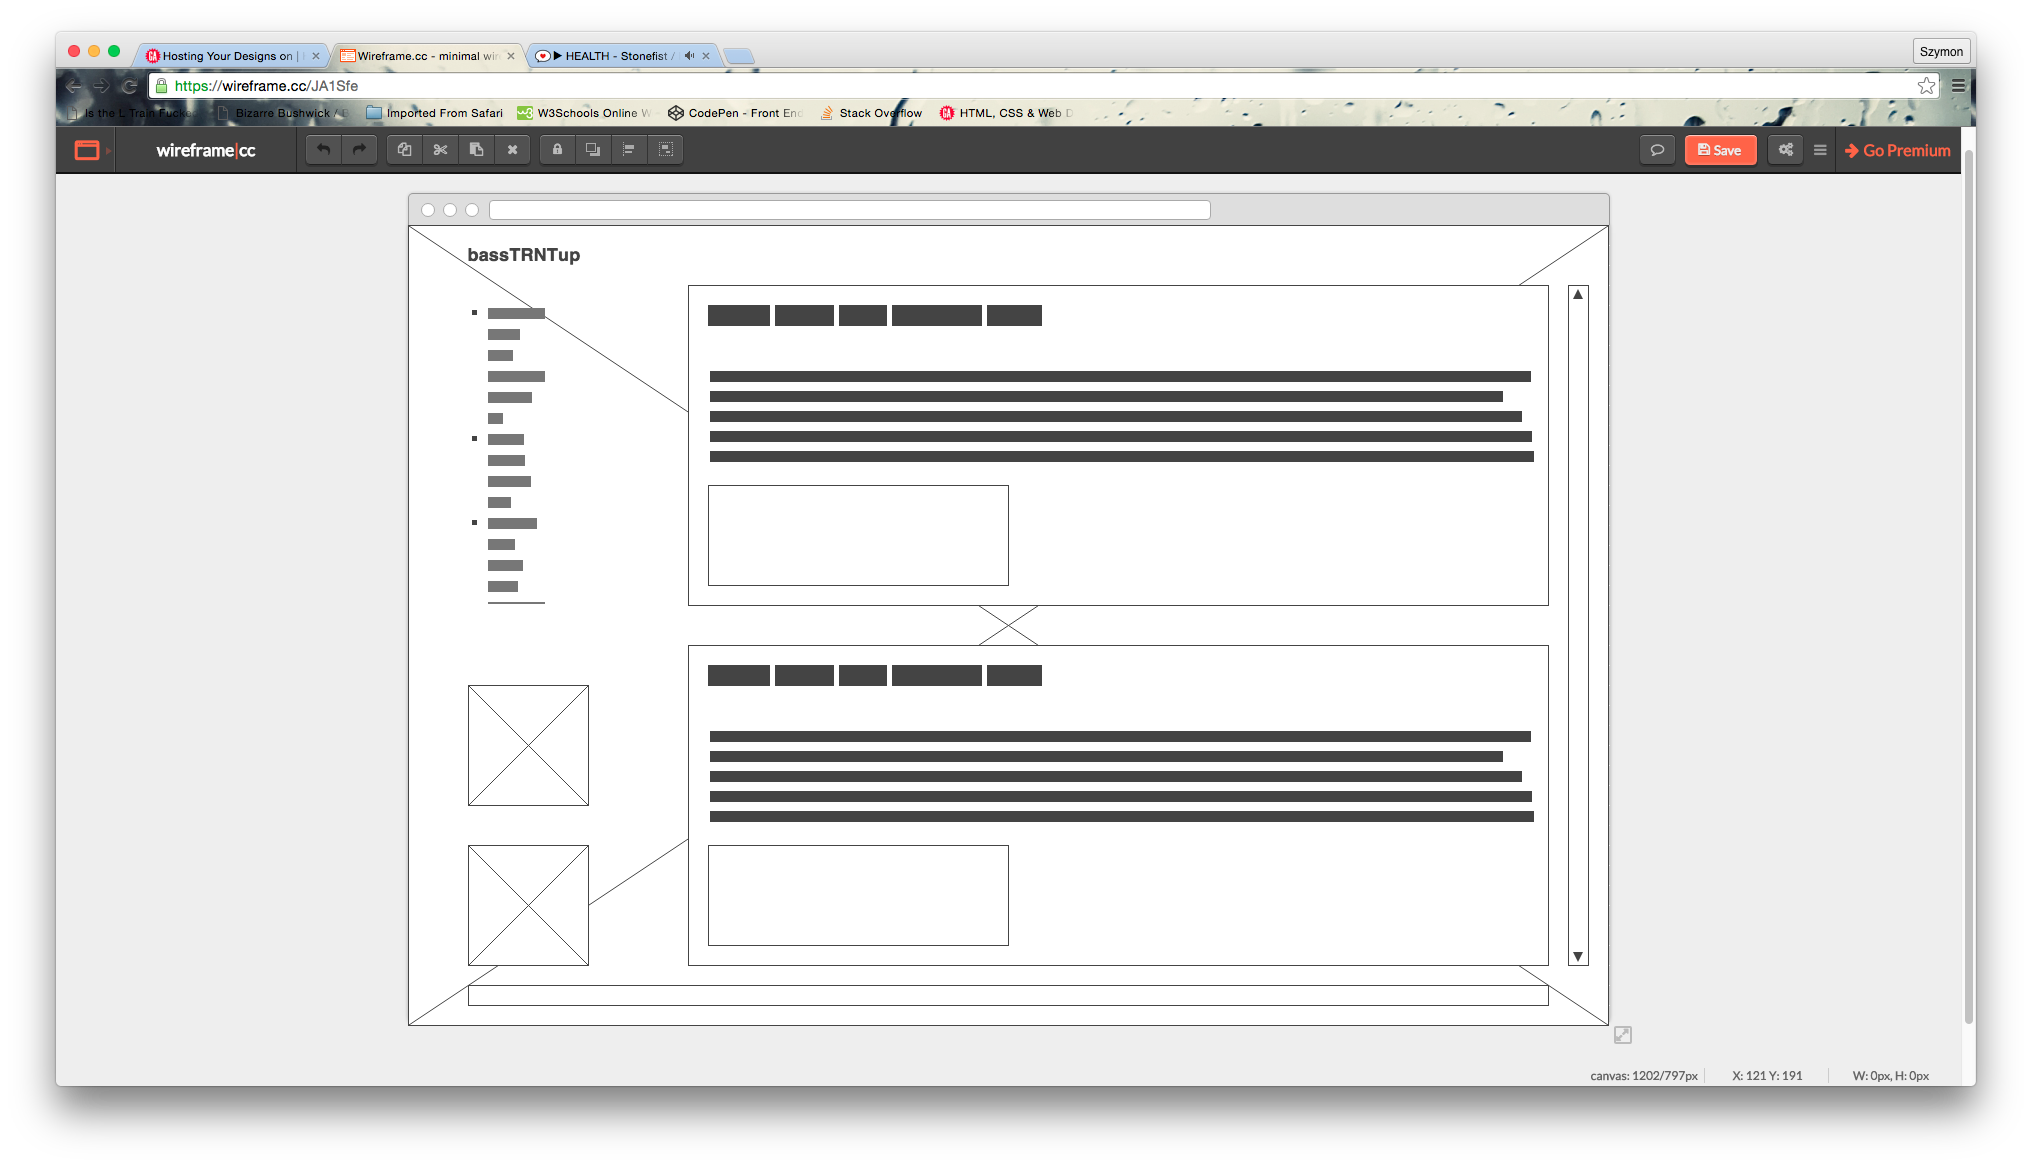 Hosting Your Designs on |
Wireframe.cc - minimal wir
▶ HEALTH - Stonefist /
Szymon
https://wireframe.cc/JA1Sfe
Is the L Train Fucke
Bizarre Bushwick /
Imported From Safari
W3Schools Online W
CodePen - Front End
Stack Overflow
GA HTML, CSS & Web D
wireframe|cc
Save
Go Premium
bassTRNTup
canvas: 1202/797px
X: 121 Y: 191
W: 0px, H: 0px